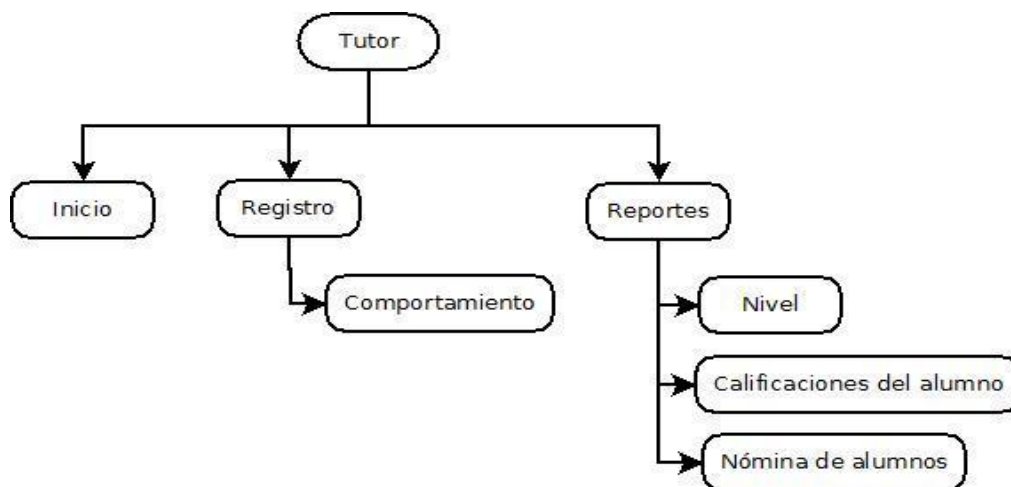 Tutor
Inicio
Registro
Reportes
Comportamiento
Nivel
Calificaciones del alumno
Nómina de alumnos